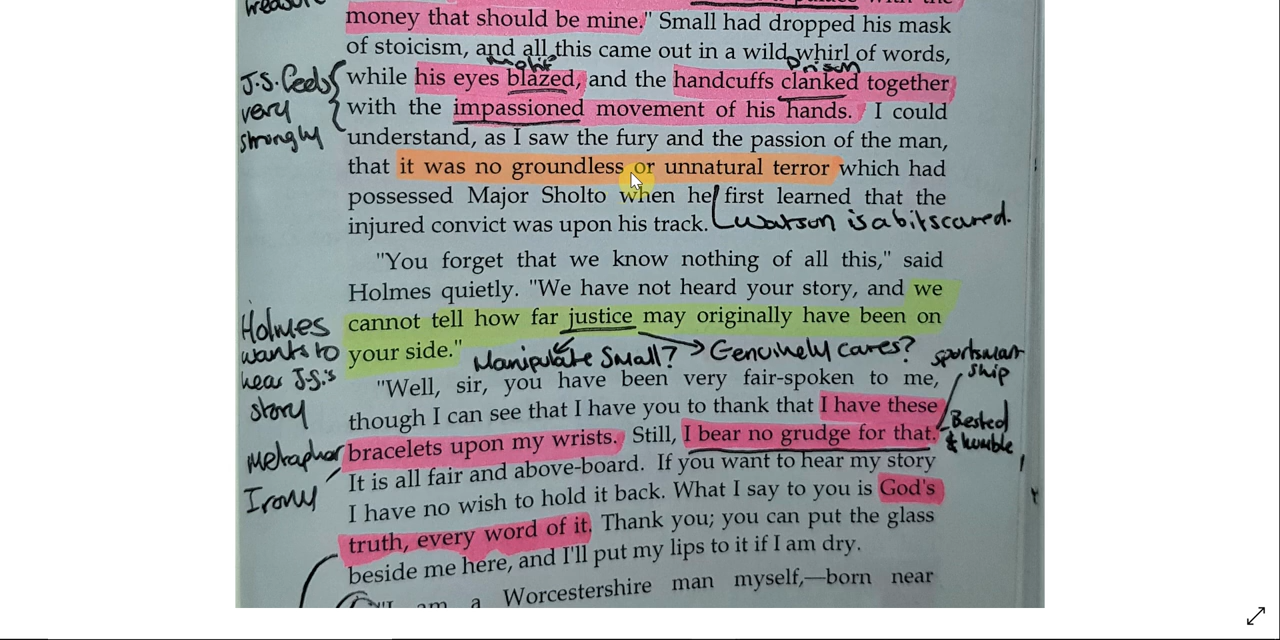 treasure
money that should be mine." Small had dropped his mask
of stoicism, and all this came out in a wild whirl of words,
motif
prison
J.S. feels
while his eyes blazed, and the handcuffs clanked together
very
with the impassioned movement of his hands. I could
strongly
understand, as I saw the fury and the passion of the man,
that it was no groundless or unnatural terror which had
possessed Major Sholto when he first learned that the
injured convict was upon his track.
Watson is a bit scared.
"You forget that we know nothing of all this," said
Holmes quietly. "We have not heard your story, and we
Holmes
cannot tell how far justice may originally have been on
wants to
your side."
Manipulate Small?
Genuinely cares?
sportsman
ship
hear J.S.'s
story
"Well, sir, you have been very fair-spoken to me,
though I can see that I have you to thank that I have these
Metaphor
bracelets upon my wrists. Still, I bear no grudge for that.
Bested
& humble
Irony
It is all fair and above-board. If you want to hear my story
I have no wish to hold it back. What I say to you is God's
truth, every word of it. Thank you; you can put the glass
beside me here, and I'll put my lips to it if I am dry.
"I am a Worcestershire man myself,—born near